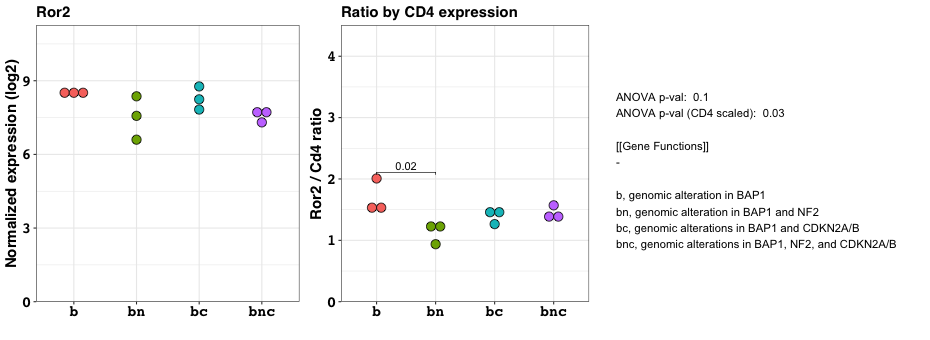 Ror2
Normalized expression (log2)
9
6
3
0
b bn bc bnc
Ratio by CD4 expression
Ror2 / Cd4 ratio
4
3
2
1
0
0.02
b bn bc bnc
ANOVA p-val: 0.1
ANOVA p-val (CD4 scaled): 0.03
[[Gene Functions]]
-
b, genomic alteration in BAP1
bn, genomic alteration in BAP1 and NF2
bc, genomic alterations in BAP1 and CDKN2A/B
bnc, genomic alterations in BAP1, NF2, and CDKN2A/B